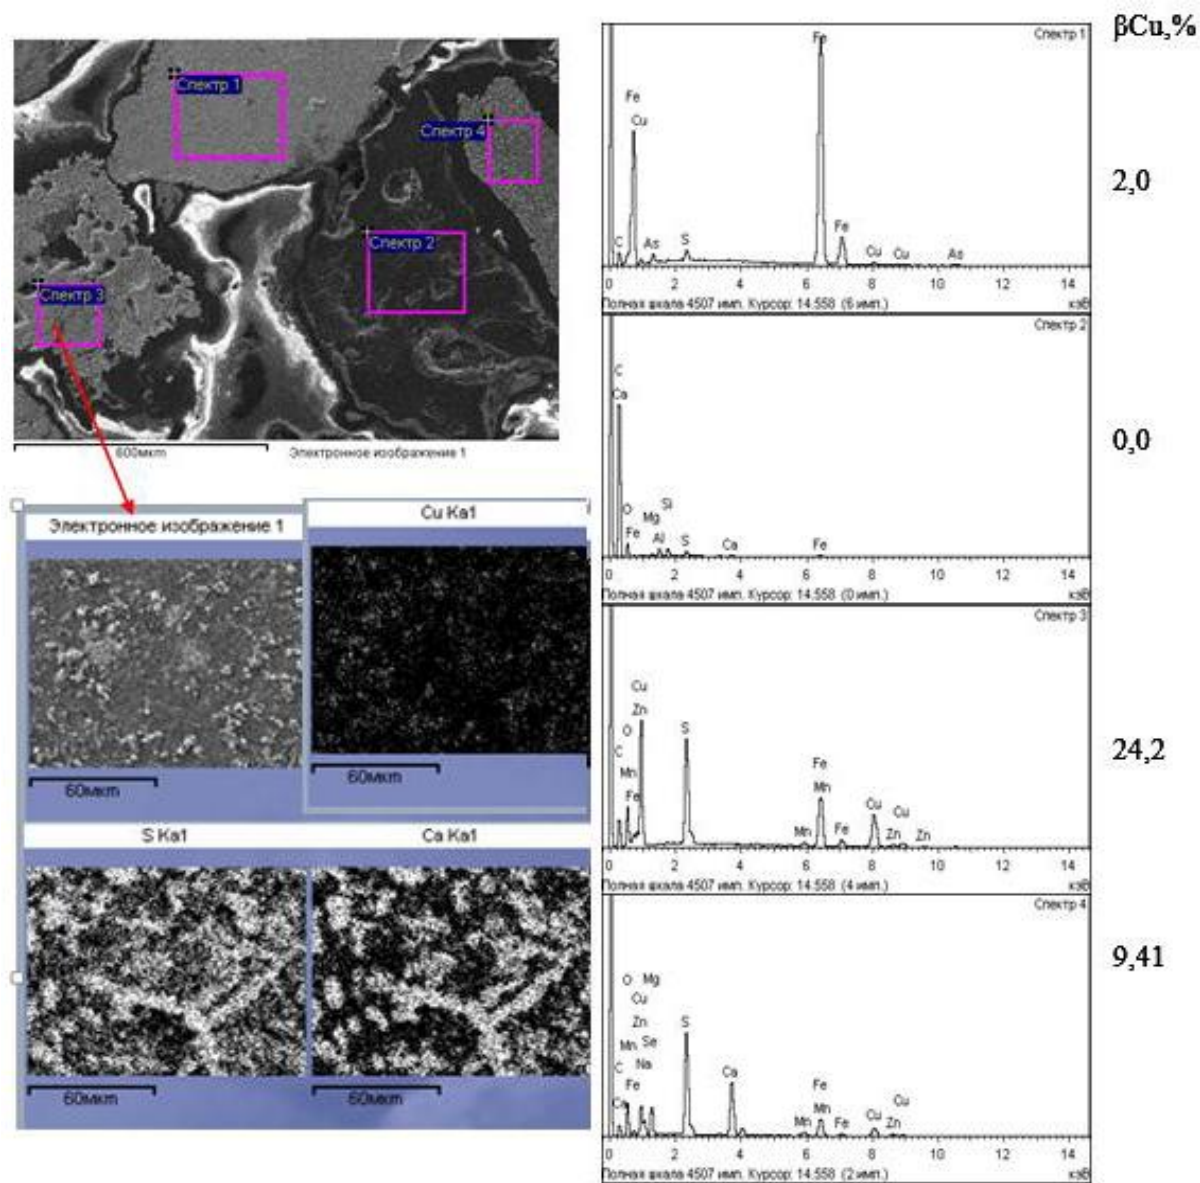 Спектр 1
Спектр 4
Спектр 2
Спектр 3
600мкm
Электронное изображение 1
Электронное изображение 1
Cu Ka1
60мкm
60мкm
S Ka1
Ca Ka1
60мкm
60мкm
βCu,%
Спектр 1
Fe
Fe
Cu
C
As
S
Fe
Cu
Cu
As
0 2 4 6 8 10 12 14
Полная шкала 4507 имп. Курсор: 14.558 (6 имп.)
кэВ
2,0
Спектр 2
C
Ca
O
Si
Mg
Fe
Al
S
Ca
Fe
0 2 4 6 8 10 12 14
Полная шкала 4507 имп. Курсор: 14.558 (0 имп.)
кэВ
0,0
Спектр 3
Cu
Zn
O
S
C
Mn
Fe
Fe
Mn
Mn
Fe
Cu
Cu
Zn
Zn
0 2 4 6 8 10 12 14
Полная шкала 4507 имп. Курсор: 14.558 (4 имп.)
кэВ
24,2
Спектр 4
O Mg
Cu
Zn
Mn Se
C
Fe Na
Ca
S
Ca
Fe
Mn
Mn
Fe
Cu
Cu
Zn
0 2 4 6 8 10 12 14
Полная шкала 4507 имп. Курсор: 14.558 (2 имп.)
кэВ
9,41